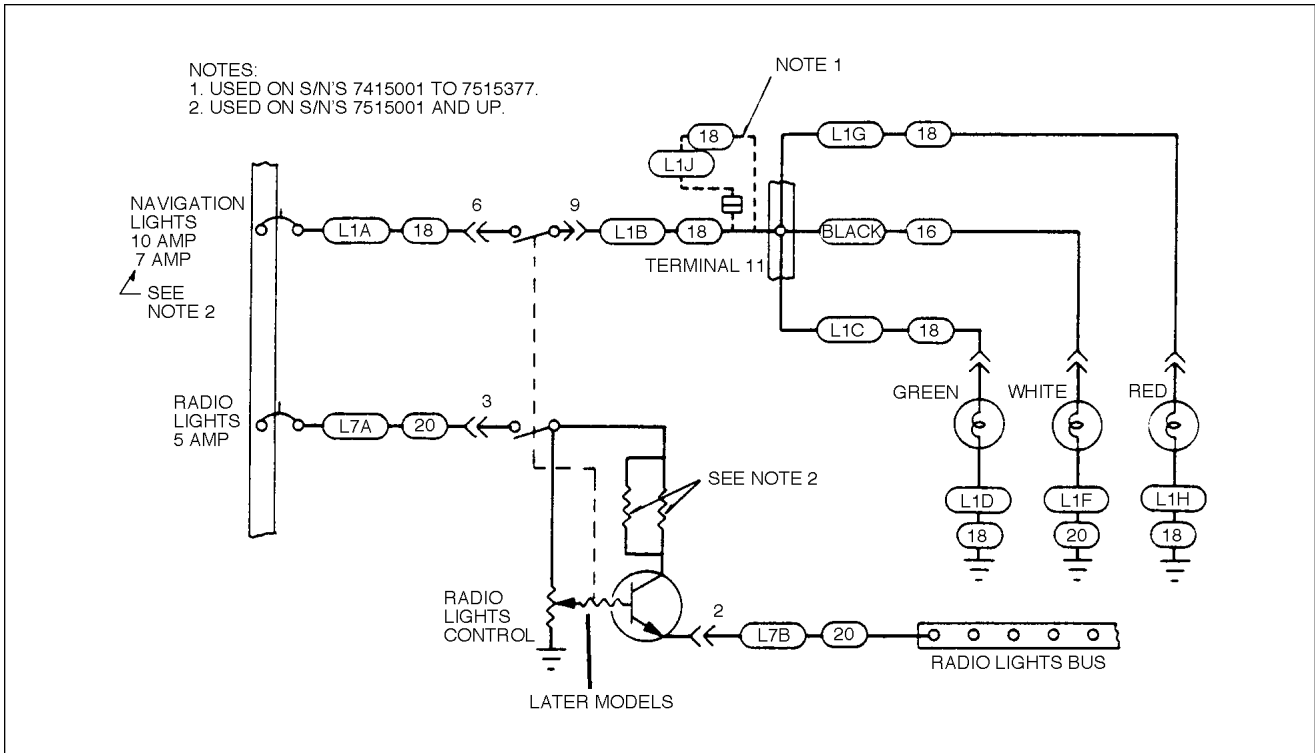 NOTES:
1. USED ON S/N'S 7415001 TO 7515377.
2. USED ON S/N'S 7515001 AND UP.
NOTE 1
18
L1J
L1G
18
NAVIGATION
LIGHTS
10 AMP
7 AMP
SEE
NOTE 2
L1A
18
6
9
L1B
18
TERMINAL 11
BLACK
16
L1C
18
GREEN
WHITE
RED
RADIO
LIGHTS
5 AMP
L7A
20
3
SEE NOTE 2
L1D
L1F
L1H
18
20
18
RADIO
LIGHTS
CONTROL
2
L7B
20
RADIO LIGHTS BUS
LATER MODELS